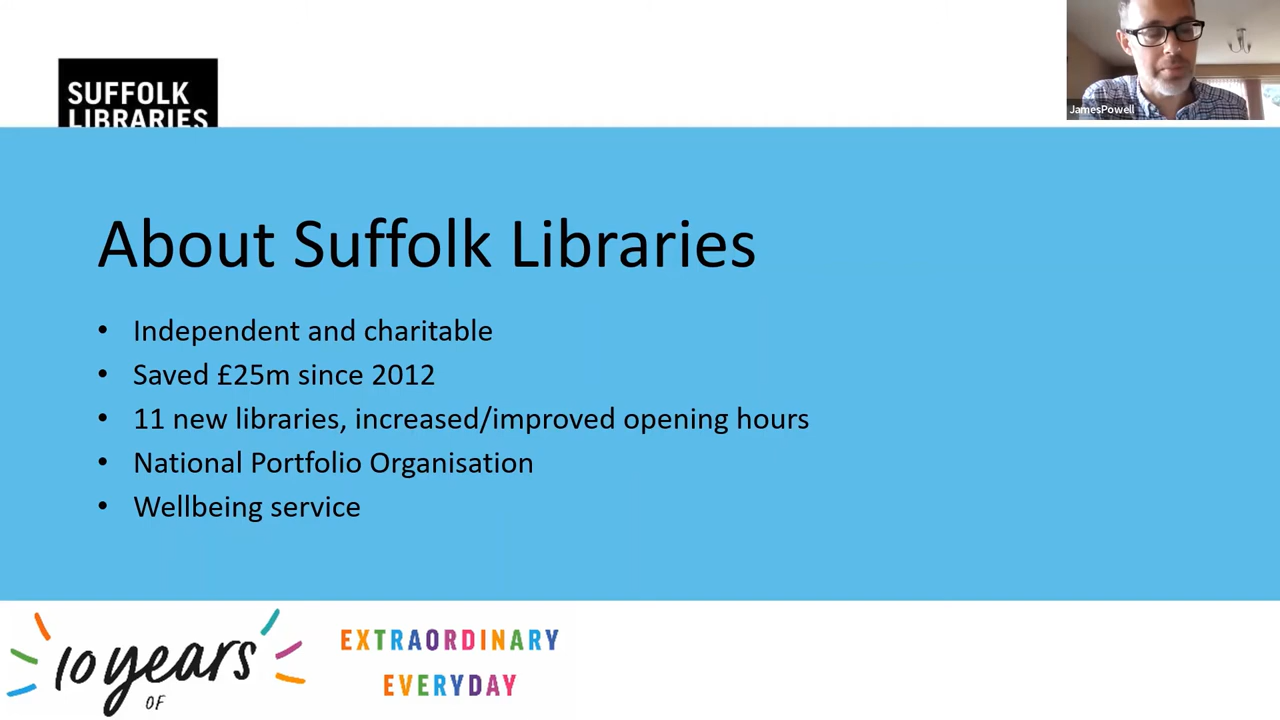 SUFFOLK
LIBRARIES
JamesPowell
About Suffolk Libraries
• Independent and charitable
• Saved £25m since 2012
• 11 new libraries, increased/improved opening hours
• National Portfolio Organisation
• Wellbeing service
10 years
OF
EXTRAORDINARY
EVERYDAY